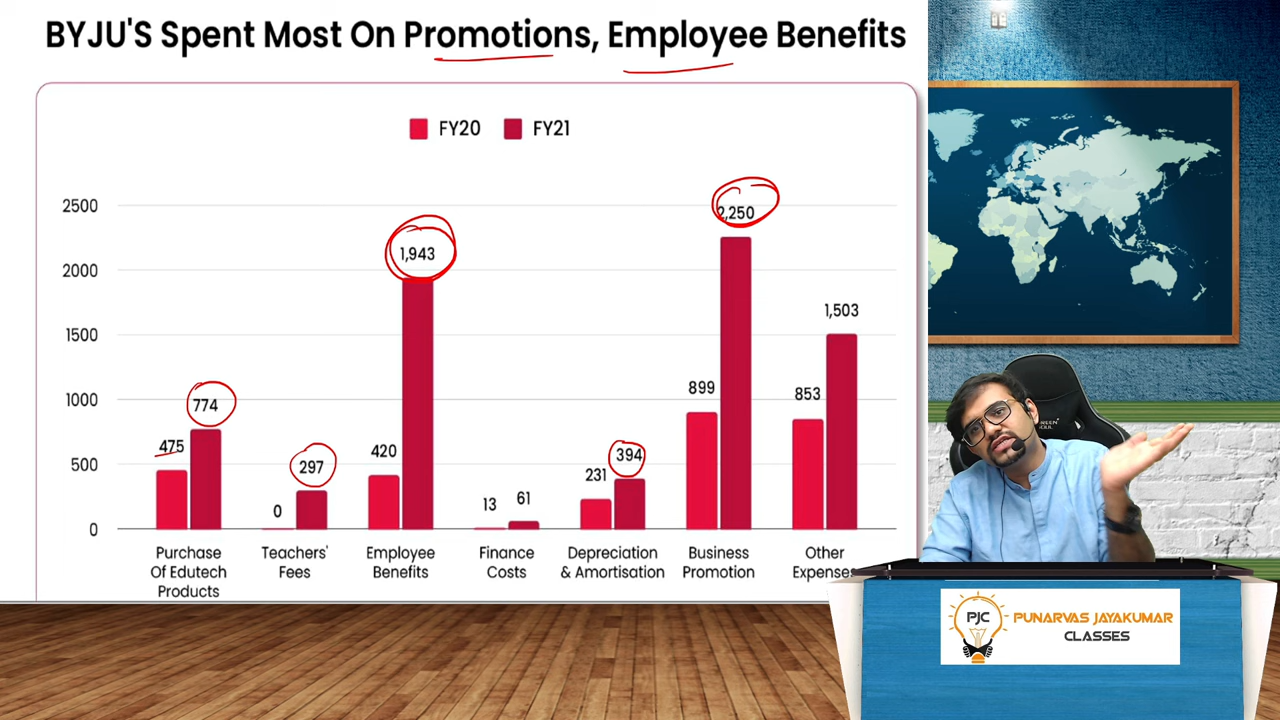 BYJU'S Spent Most On Promotions, Employee Benefits
FY20 FY21
2500
2000
1500
1000
500
0
475
774
0
297
420
1,943
13
61
231
394
899
2,250
853
1,503
Purchase
Of Edutech
Products
Teachers'
Fees
Employee
Benefits
Finance
Costs
Depreciation
& Amortisation
Business
Promotion
Other
Expenses
PJC
PUNARVAS JAYAKUMAR
CLASSES